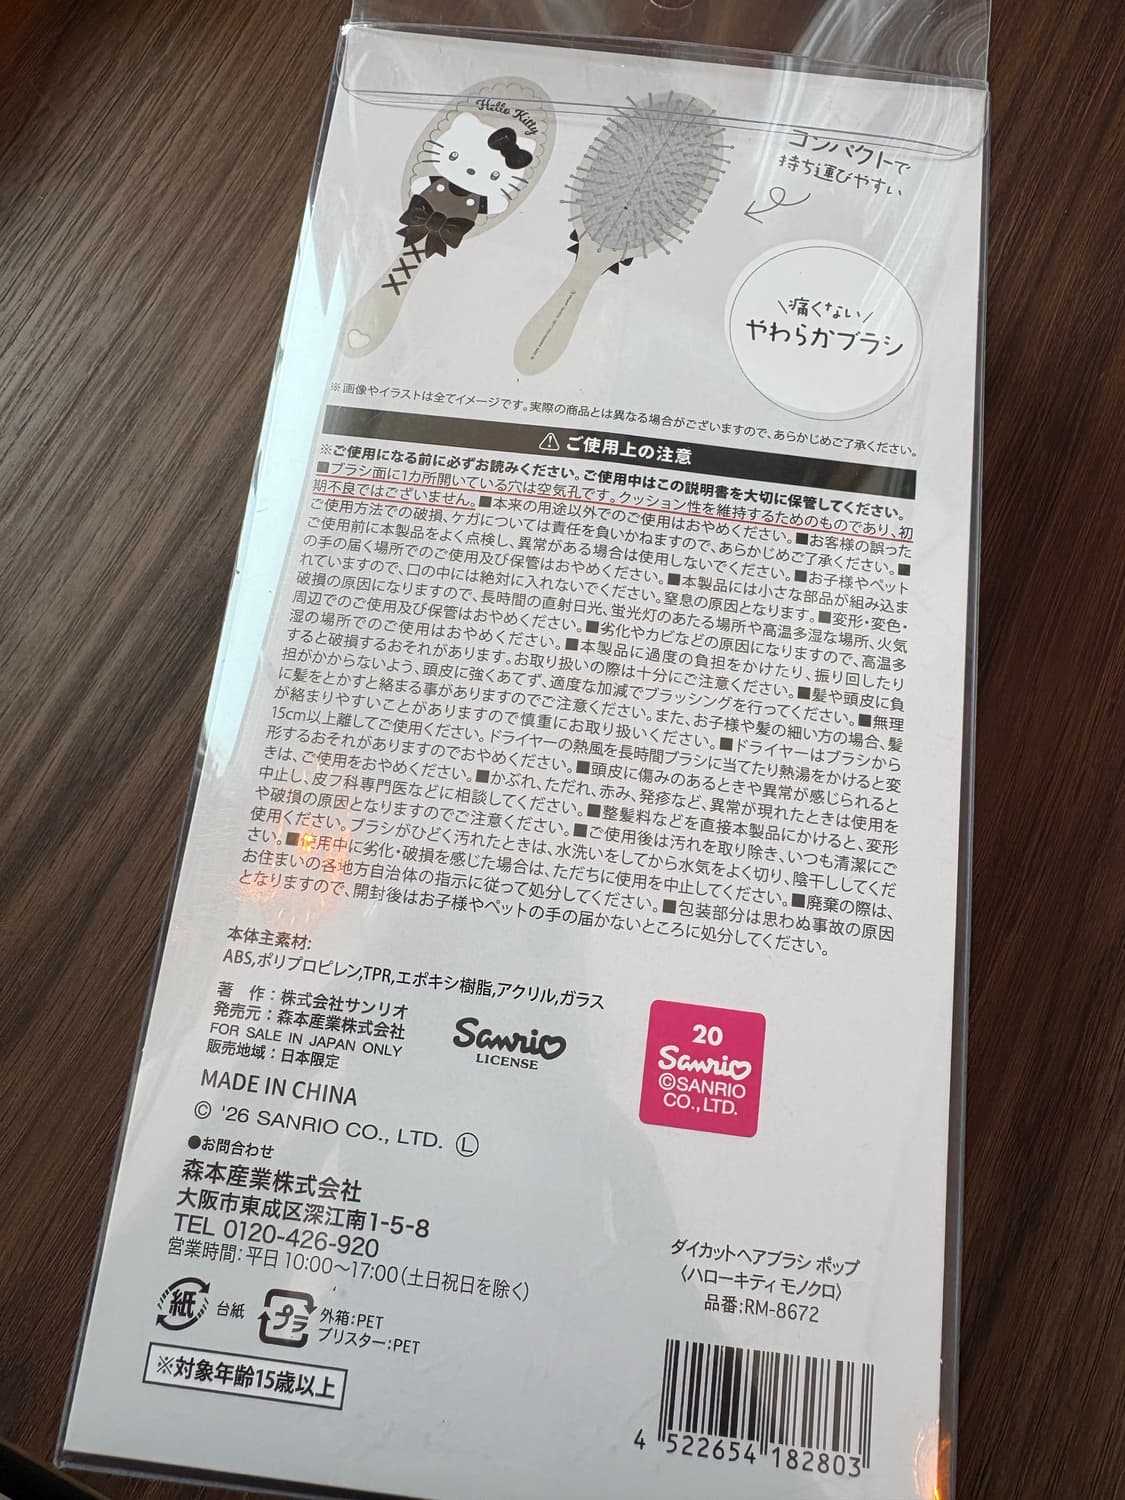 Hello Kitty
コンパクトで
持ち運びやすい
\痛くない/
やわらかブラシ
※画像やイラストは全てイメージです。実際の商品とは異なる場合がございますので、あらかじめご了承ください。
⚠ ご使用上の注意
※ご使用になる前に必ずお読みください。ご使用中はこの説明書を大切に保管してください。
■ブラシ面に1カ所開いている穴は空気孔です。クッション性を維持するためのものであり、初
期不良ではございません。■本来の用途以外でのご使用はおやめください。■お客様の誤った
ご使用方法での破損、ケガについては責任を負いかねますので、あらかじめご了承ください。■
ご使用前に本製品をよく点検し、異常がある場合は使用しないでください。■お子様やペット
の手の届く場所でのご使用及び保管はおやめください。■本製品には小さな部品が組み込ま
れていますので、口の中には絶対に入れないでください。窒息の原因となります。■変形・変色・
破損の原因になりますので、長時間の直射日光、蛍光灯のあたる場所や高温多湿な場所、火気
周辺でのご使用及び保管はおやめください。■劣化やカビなどの原因になりますので、高温多
湿の場所でのご使用はおやめください。■本製品に過度の負担をかけたり、振り回したり
すると破損するおそれがあります。お取り扱いの際は十分にご注意ください。■髪や頭皮に負
担がかからないよう、頭皮に強くあてず、適度な加減でブラッシングを行ってください。■無理
に髪をとかすと絡まる事がありますのでご注意ください。また、お子様や髪の細い方の場合、髪
が絡まりやすいことがありますので慎重にお取り扱いください。■ドライヤーはブラシから
15cm以上離してご使用ください。ドライヤーの熱風を長時間ブラシに当てたり熱湯をかけると変
形するおそれがありますのでおやめください。■頭皮に傷みのあるときや異常が感じられると
きは、ご使用をおやめください。■かぶれ、ただれ、赤み、発疹など、異常が現れたときは使用を
中止し、皮フ科専門医などに相談してください。■整髪料などを直接本製品にかけると、変形
や破損の原因となりますのでご注意ください。■ご使用後は汚れを取り除き、いつも清潔にご
使用ください。ブラシがひどく汚れたときは、水洗いをしてから水気をよく切り、陰干ししてくだ
さい。■使用中に劣化・破損を感じた場合は、ただちに使用を中止してください。■廃棄の際は、
お住まいの各地方自治体の指示に従って処分してください。■包装部分は思わぬ事故の原因
となりますので、開封後はお子様やペットの手の届かないところに処分してください。
本体主素材:
ABS,ポリプロピレン,TPR,エポキシ樹脂,アクリル,ガラス
著 作:株式会社サンリオ
発売元:森本産業株式会社
FOR SALE IN JAPAN ONLY
販売地域:日本限定
Sanrio
LICENSE
20
Sanrio
©SANRIO
CO.,LTD.
MADE IN CHINA
© '26 SANRIO CO., LTD. Ⓛ
●お問合わせ
森本産業株式会社
大阪市東成区深江南1-5-8
TEL 0120-426-920
営業時間:平日10:00〜17:00(土日祝日を除く)
紙 台紙
プラ 外箱:PET
ブリスター:PET
※対象年齢15歳以上
ダイカットヘアブラシ ポップ
〈ハローキティ モノクロ〉
品番:RM-8672
4 522654 182803